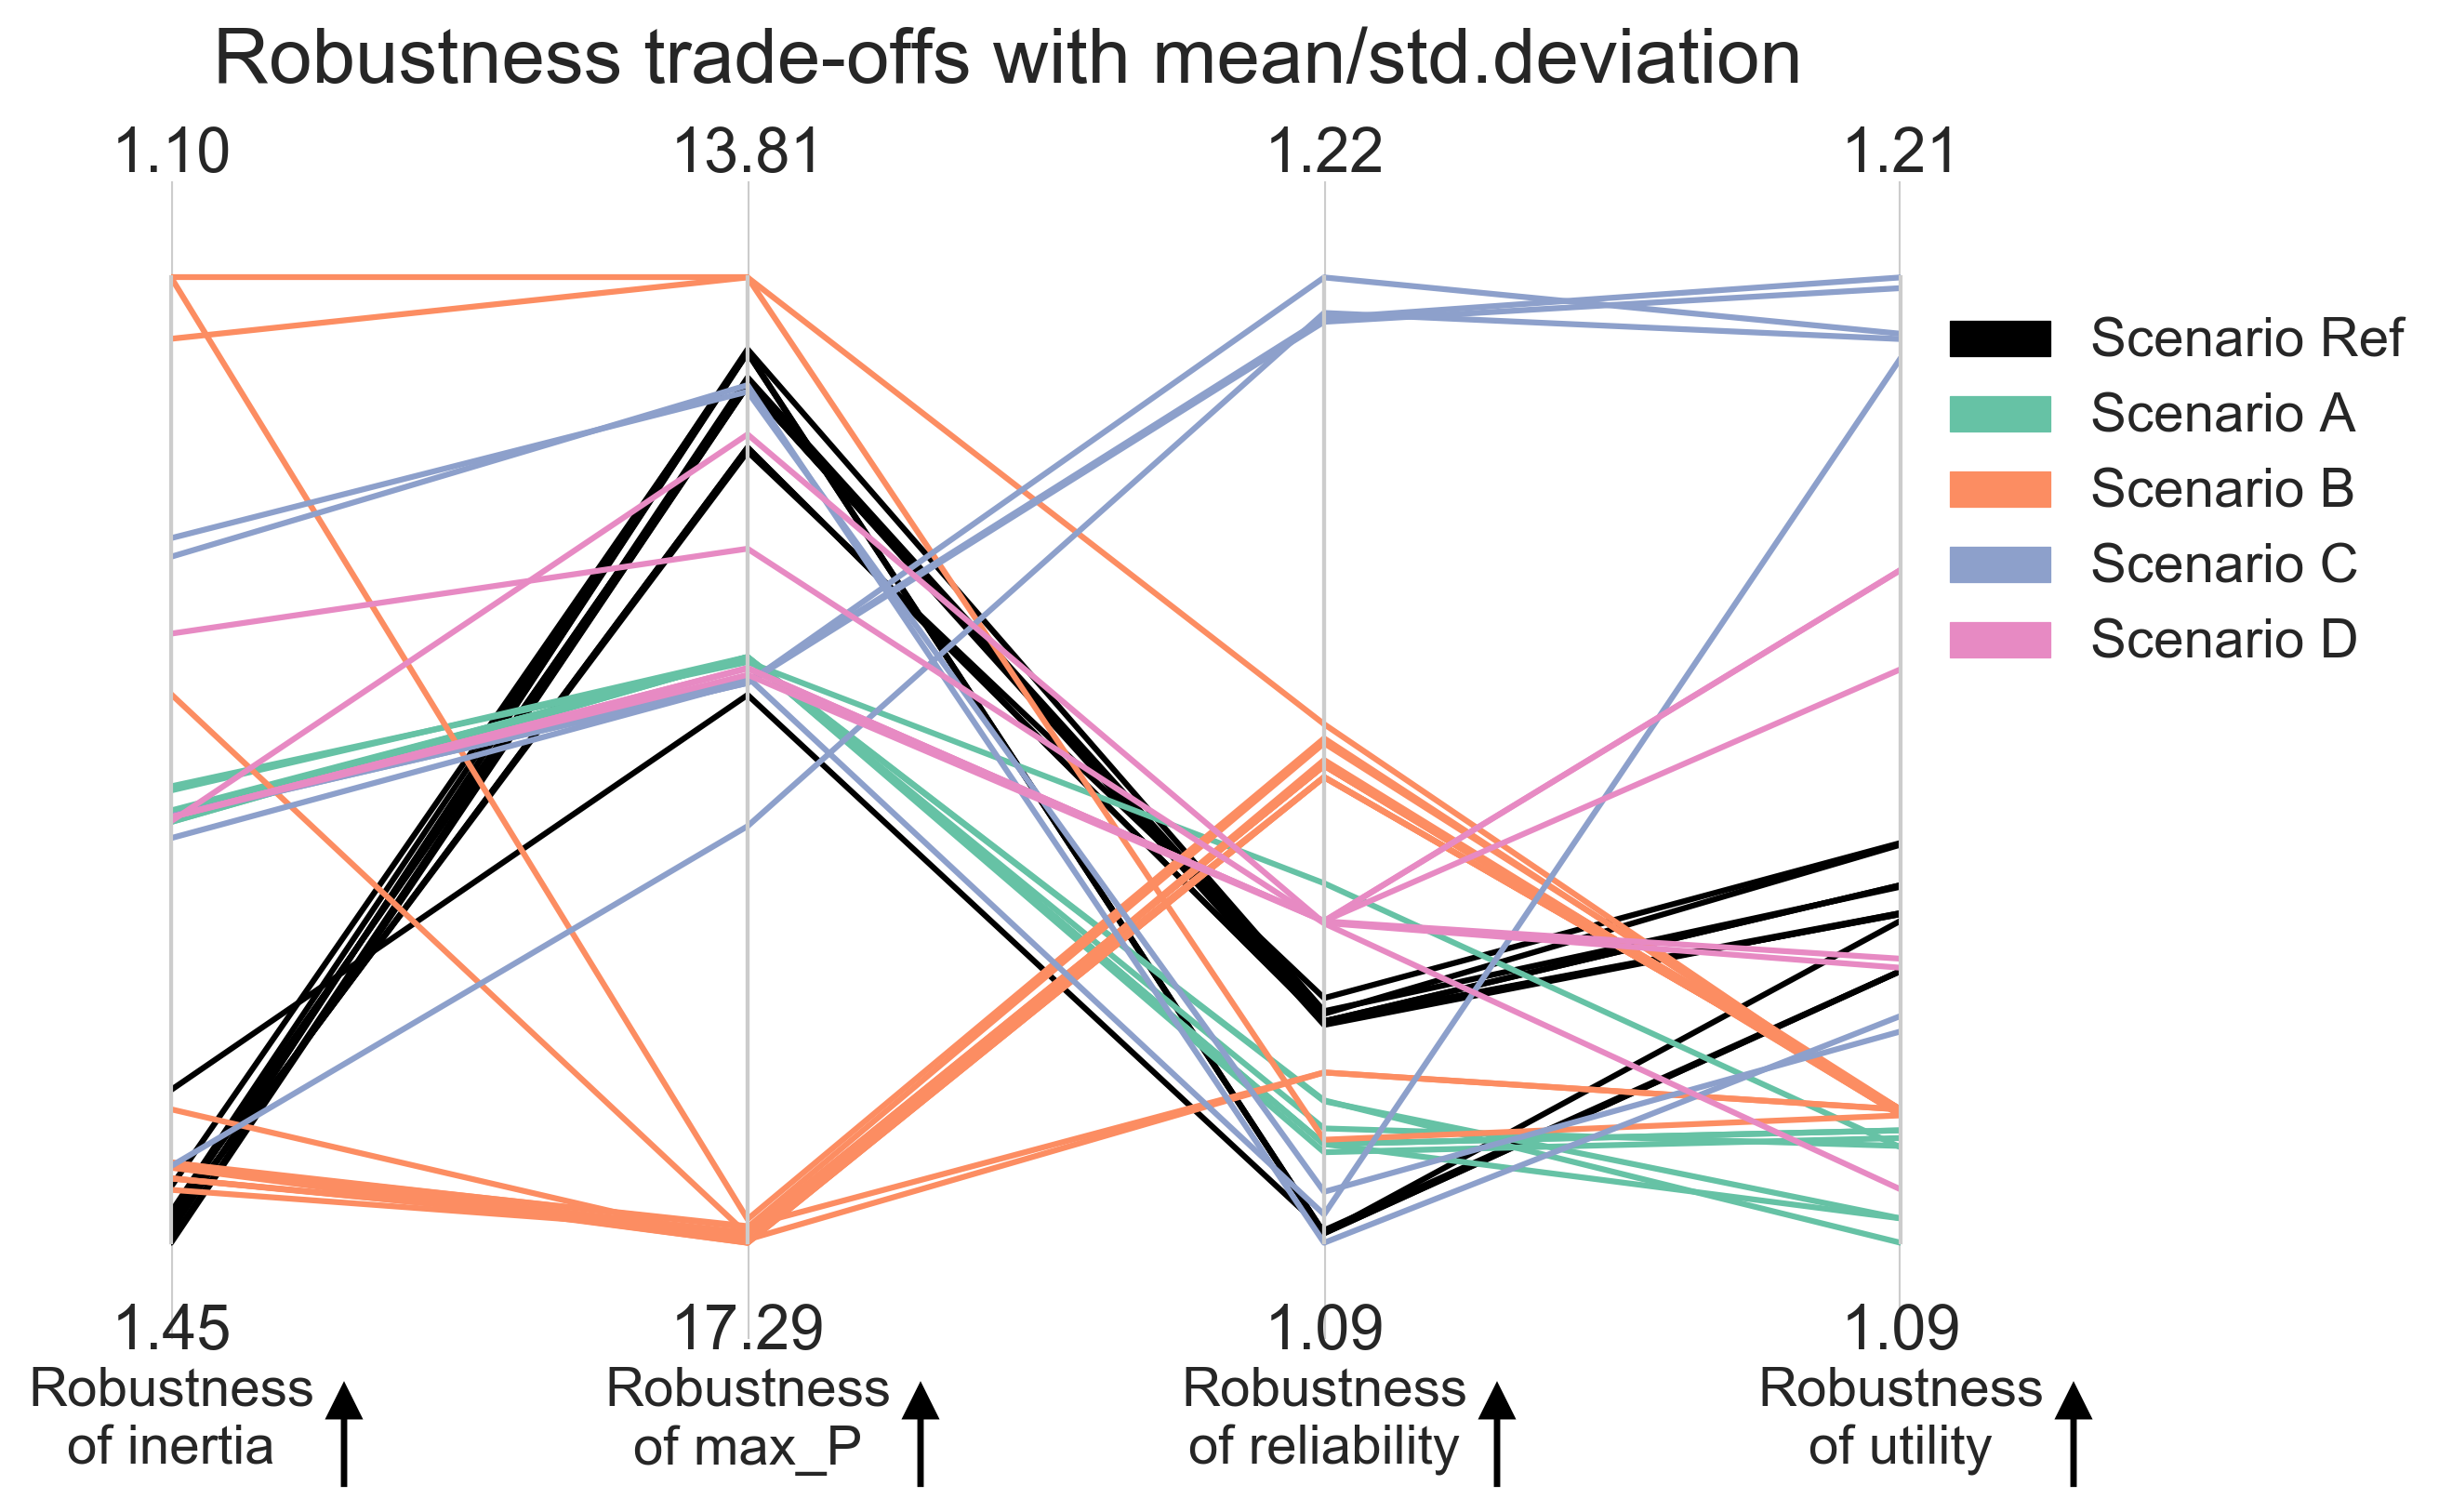 Robustness trade-offs with mean/std.deviation
1.10 13.81 1.22 1.21
Scenario Ref
Scenario A
Scenario B
Scenario C
Scenario D
1.45 17.29 1.09 1.09
Robustness of inertia
Robustness of max_P
Robustness of reliability
Robustness of utility